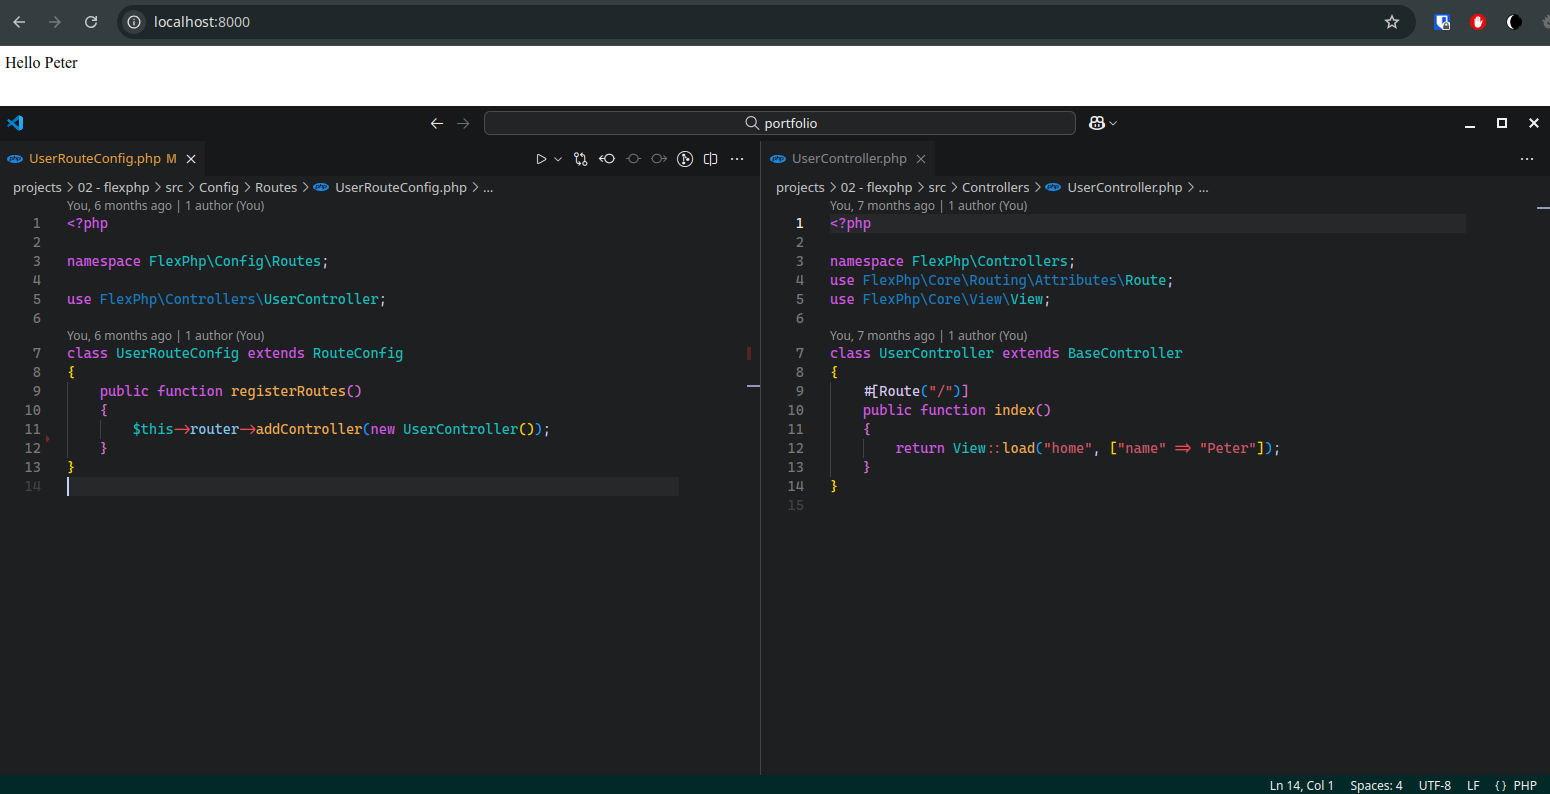 localhost:8000
Hello Peter
portfolio
UserRouteConfig.php M
projects > 02 - flexphp > src > Config > Routes > UserRouteConfig.php > ...
You, 6 months ago | 1 author (You)
1 <?php
2
3 namespace FlexPhp\Config\Routes;
4
5 use FlexPhp\Controllers\UserController;
6
You, 6 months ago | 1 author (You)
7 class UserRouteConfig extends RouteConfig
8 {
9     public function registerRoutes()
10     {
11         $this->router->addController(new UserController());
12     }
13 }
14
UserController.php
projects > 02 - flexphp > src > Controllers > UserController.php > ...
You, 7 months ago | 1 author (You)
1 <?php
2
3 namespace FlexPhp\Controllers;
4 use FlexPhp\Core\Routing\Attributes\Route;
5 use FlexPhp\Core\View\View;
6
You, 7 months ago | 1 author (You)
7 class UserController extends BaseController
8 {
9     #[Route("/")]
10     public function index()
11     {
12         return View::load("home", ["name" => "Peter"]);
13     }
14 }
15
Ln 14, Col 1 Spaces: 4 UTF-8 LF {} PHP